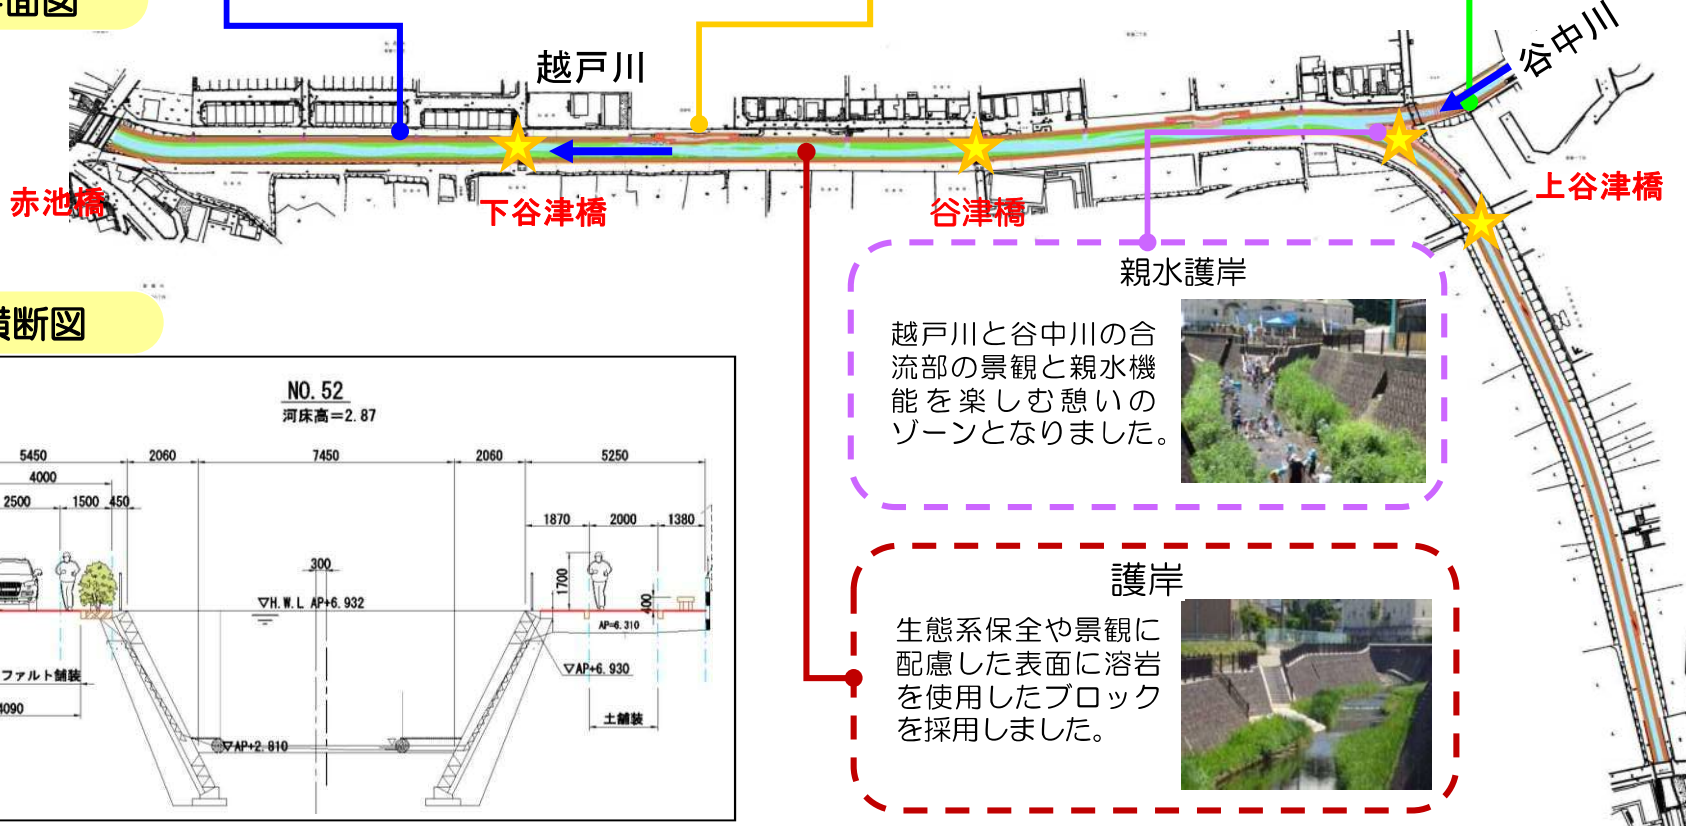 面図
越戸川
谷中川
赤池橋
下谷津橋
谷津橋
上谷津橋
横断図
NO.52
河床高=2.87
5450
2060
7450
2060
5250
4000
2500
1500
450
1870
2000
1380
300
1700
400
▽H.W.L AP+6.932
AP=6.310
▽AP+6.930
ファルト舗装
4090
土舗装
▽AP+2.810
親水護岸
越戸川と谷中川の合
流部の景観と親水機
能を楽しむ憩いの
ゾーンとなりました。
護岸
生態系保全や景観に
配慮した表面に溶岩
を使用したブロック
を採用しました。